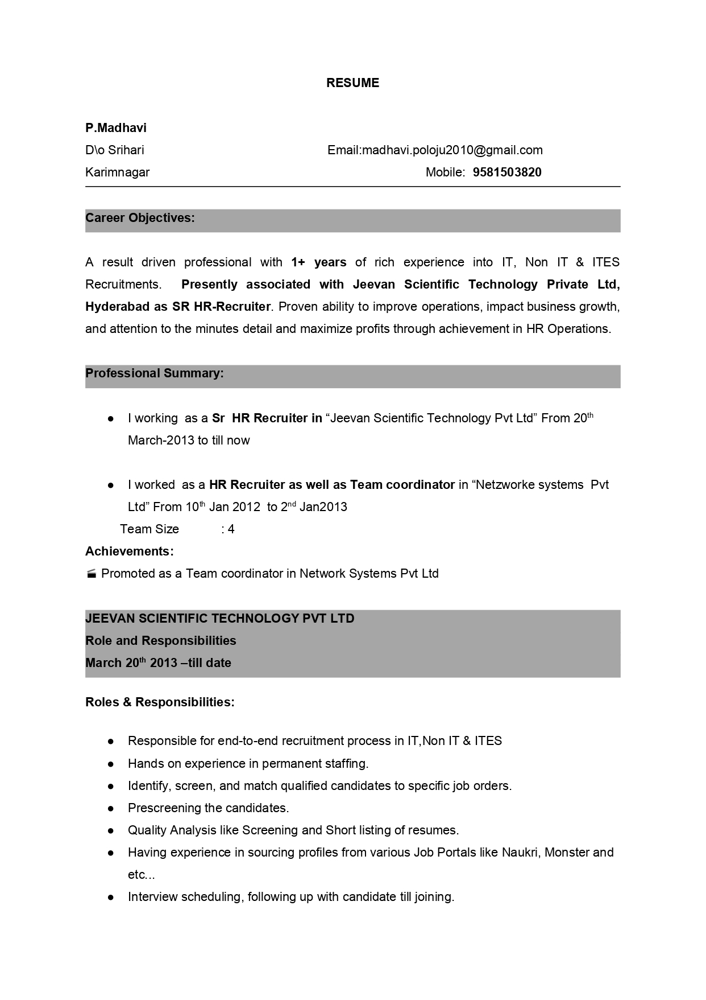 RESUME
P.Madhavi
D\o Srihari Email:madhavi.poloju2010@gmail.com
Karimnagar Mobile: 9581503820
Career Objectives:
A result driven professional with 1+ years of rich experience into IT, Non IT & ITES
Recruitments. Presently associated with Jeevan Scientific Technology Private Ltd,
Hyderabad as SR HR-Recruiter. Proven ability to improve operations, impact business growth,
and attention to the minutes detail and maximize profits through achievement in HR Operations.
Professional Summary:
● I working as a Sr HR Recruiter in “Jeevan Scientific Technology Pvt Ltd” From 20th
March-2013 to till now
● I worked as a HR Recruiter as well as Team coordinator in “Netzworke systems Pvt
Ltd” From 10th Jan 2012 to 2nd Jan2013
Team Size : 4
Achievements:
Promoted as a Team coordinator in Network Systems Pvt Ltd
JEEVAN SCIENTIFIC TECHNOLOGY PVT LTD
Role and Responsibilities
March 20th 2013 –till date
Roles & Responsibilities:
● Responsible for end-to-end recruitment process in IT,Non IT & ITES
● Hands on experience in permanent staffing.
● Identify, screen, and match qualified candidates to specific job orders.
● Prescreening the candidates.
● Quality Analysis like Screening and Short listing of resumes.
● Having experience in sourcing profiles from various Job Portals like Naukri, Monster and
etc...
● Interview scheduling, following up with candidate till joining.